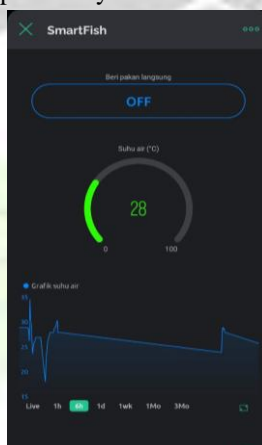 SmartFish
Beri pakan langsung
OFF
Suhu air (°C)
28
0 100
Grafik suhu air
35
30
25
20
15
Live 1h 6h 1d 1wk 1Mo 3Mo